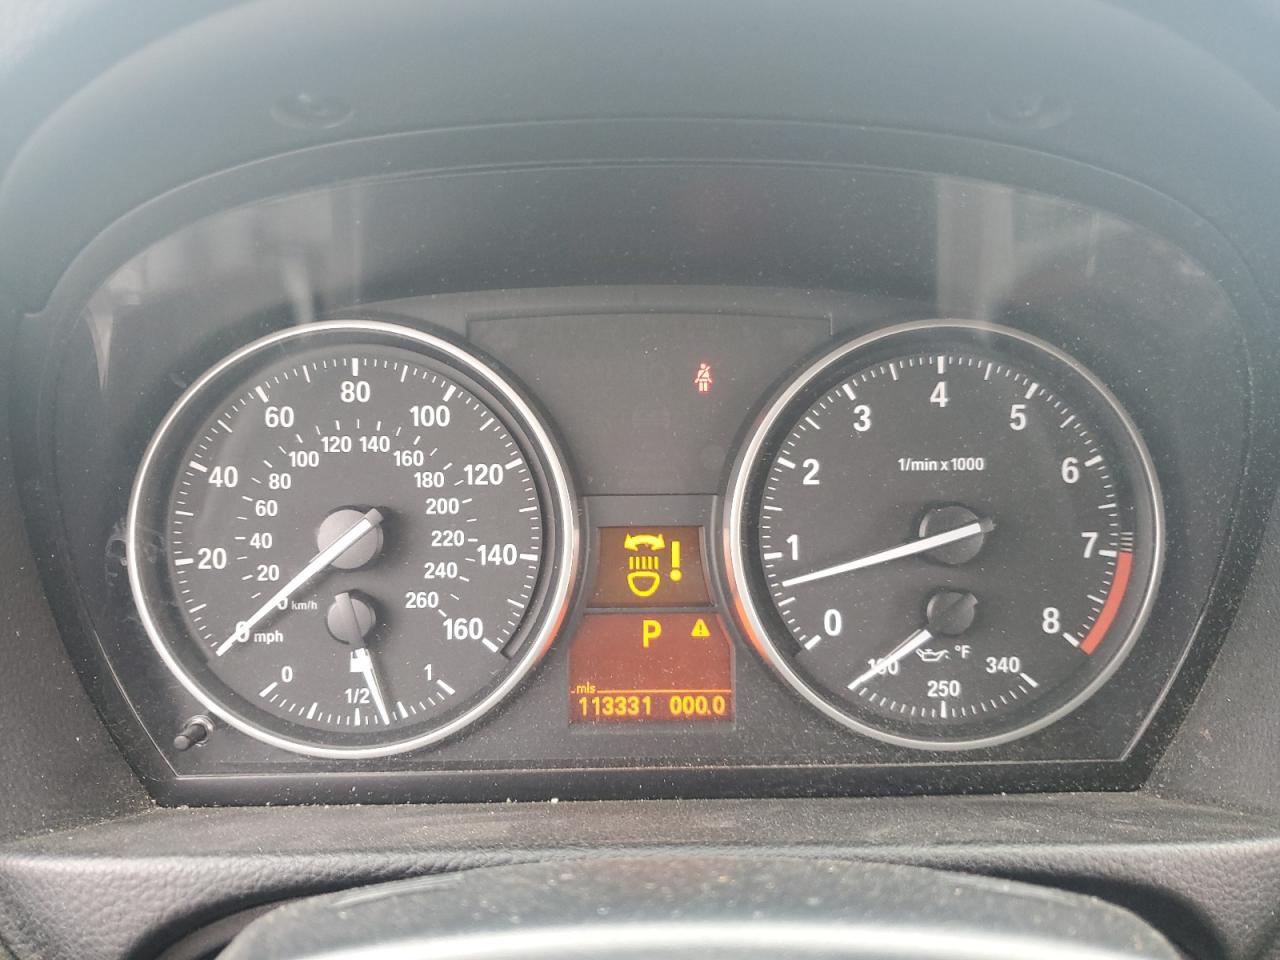 0 20 40 60 80 100 120 140 160
mph
20 40 60 80 100 120 140 160 180 200 220 240 260
km/h
0 1/2 1
P
mls
113331 000.0
0 1 2 3 4 5 6 7 8
1/min x 1000
°F
250 340